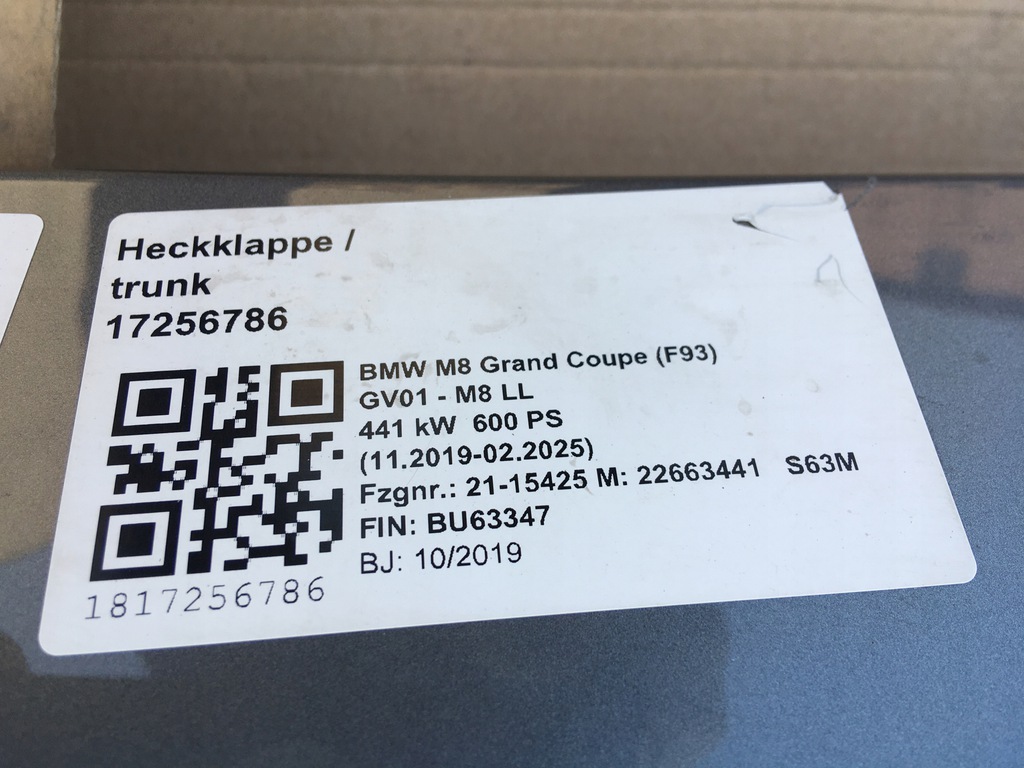 Heckklappe /
trunk
17256786
BMW M8 Grand Coupe (F93)
GV01 - M8 LL
441 kW 600 PS
(11.2019-02.2025)
Fzgnr.: 21-15425 M: 22663441 S63M
FIN: BU63347
BJ: 10/2019
1817256786